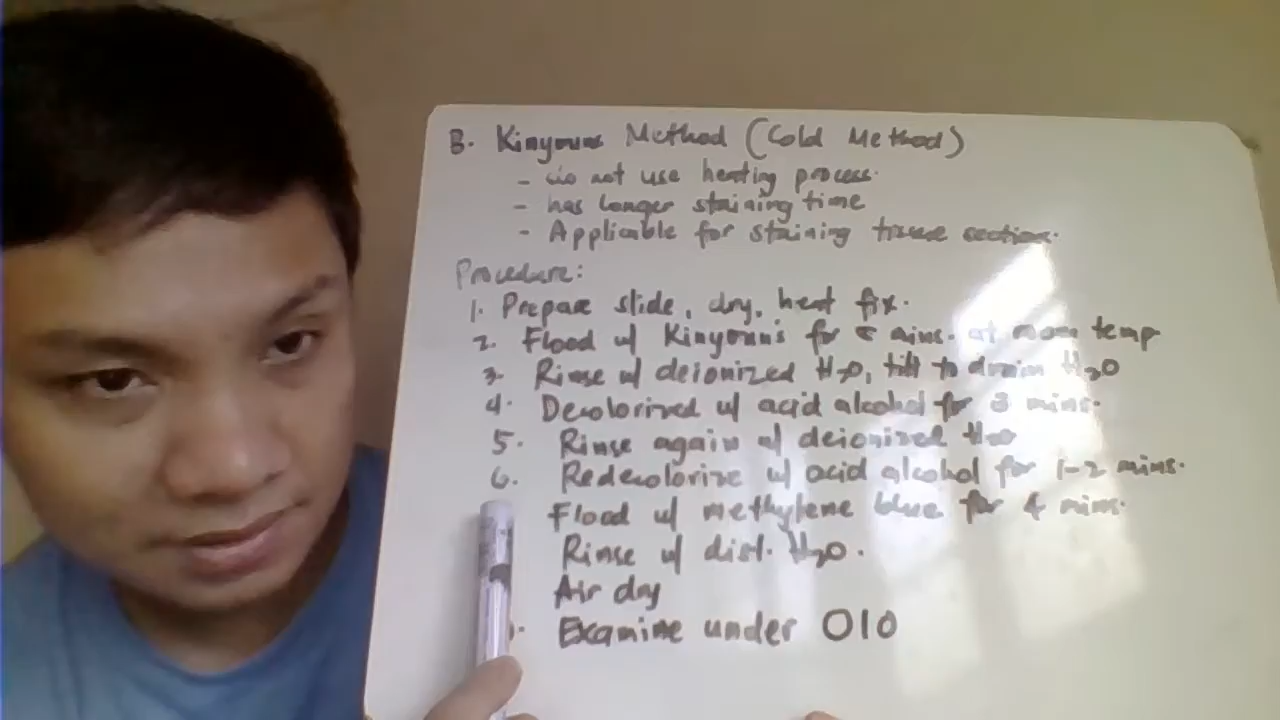 B. Kinyouns Method (Cold Method)
- do not use heating process.
- has longer staining time
- Applicable for staining tissue sections.
Procedure:
1. Prepare slide, dry, heat fix.
2. Flood w/ Kinyoun's for 5 mins. at room temp
3. Rinse w/ deionized H2O, tilt to drain H2O
4. Decolorized w/ acid alcohol for 3 mins.
5. Rinse again w/ deionized H2O
6. Redecolorize w/ acid alcohol for 1-2 mins.
Flood w/ methylene blue for 4 mins.
Rinse w/ dist. H2O.
Air dry
Examine under OIO